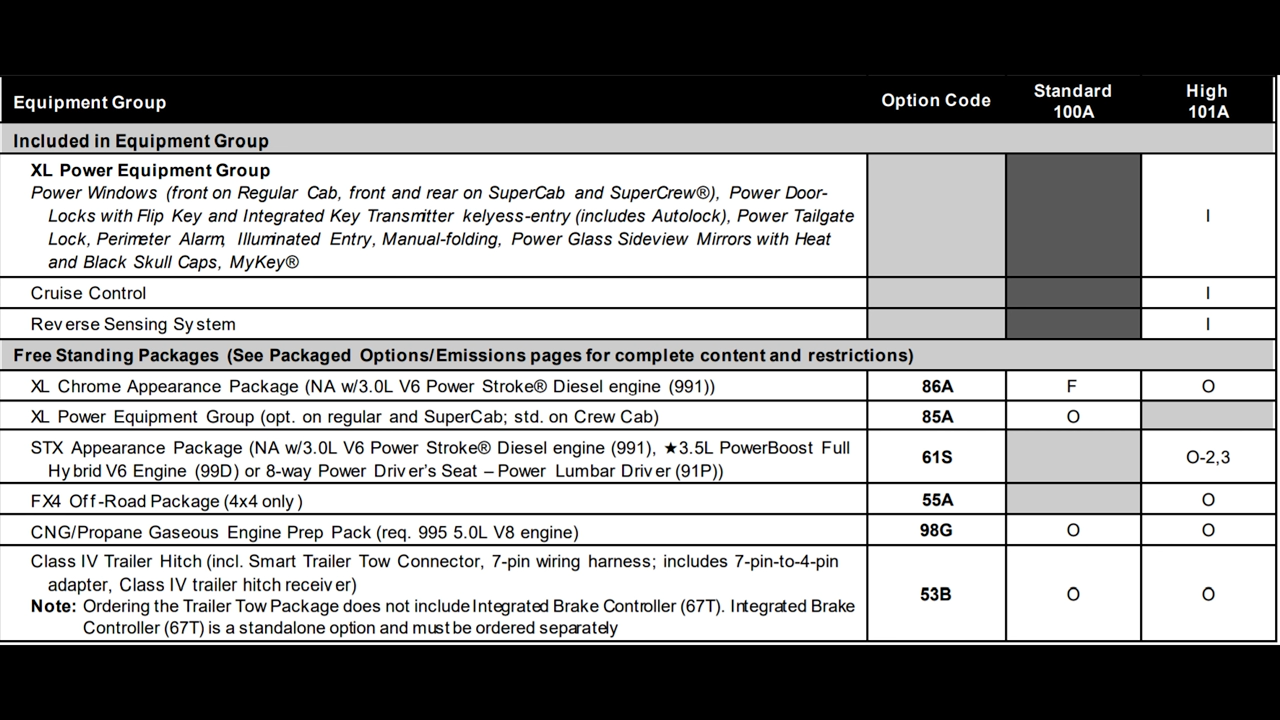 Equipment Group Option Code Standard 100A High 101A
Included in Equipment Group
XL Power Equipment Group
Power Windows (front on Regular Cab, front and rear on SuperCab and SuperCrew®), Power Door-
Locks with Flip Key and Integrated Key Transmitter kelyess-entry (includes Autolock), Power Tailgate
Lock, Perimeter Alarm, Illuminated Entry, Manual-folding, Power Glass Sideview Mirrors with Heat
and Black Skull Caps, MyKey®
I
Cruise Control I
Reverse Sensing System I
Free Standing Packages (See Packaged Options/Emissions pages for complete content and restrictions)
XL Chrome Appearance Package (NA w/3.0L V6 Power Stroke® Diesel engine (991)) 86A F O
XL Power Equipment Group (opt. on regular and SuperCab; std. on Crew Cab) 85A O
STX Appearance Package (NA w/3.0L V6 Power Stroke® Diesel engine (991), ★3.5L PowerBoost Full
Hybrid V6 Engine (99D) or 8-way Power Driver's Seat – Power Lumbar Driver (91P))
61S O-2,3
FX4 Off-Road Package (4x4 only) 55A O
CNG/Propane Gaseous Engine Prep Pack (req. 995 5.0L V8 engine) 98G O O
Class IV Trailer Hitch (incl. Smart Trailer Tow Connector, 7-pin wiring harness; includes 7-pin-to-4-pin
adapter, Class IV trailer hitch receiver)
Note: Ordering the Trailer Tow Package does not include Integrated Brake Controller (67T). Integrated Brake
Controller (67T) is a standalone option and must be ordered separately
53B O O